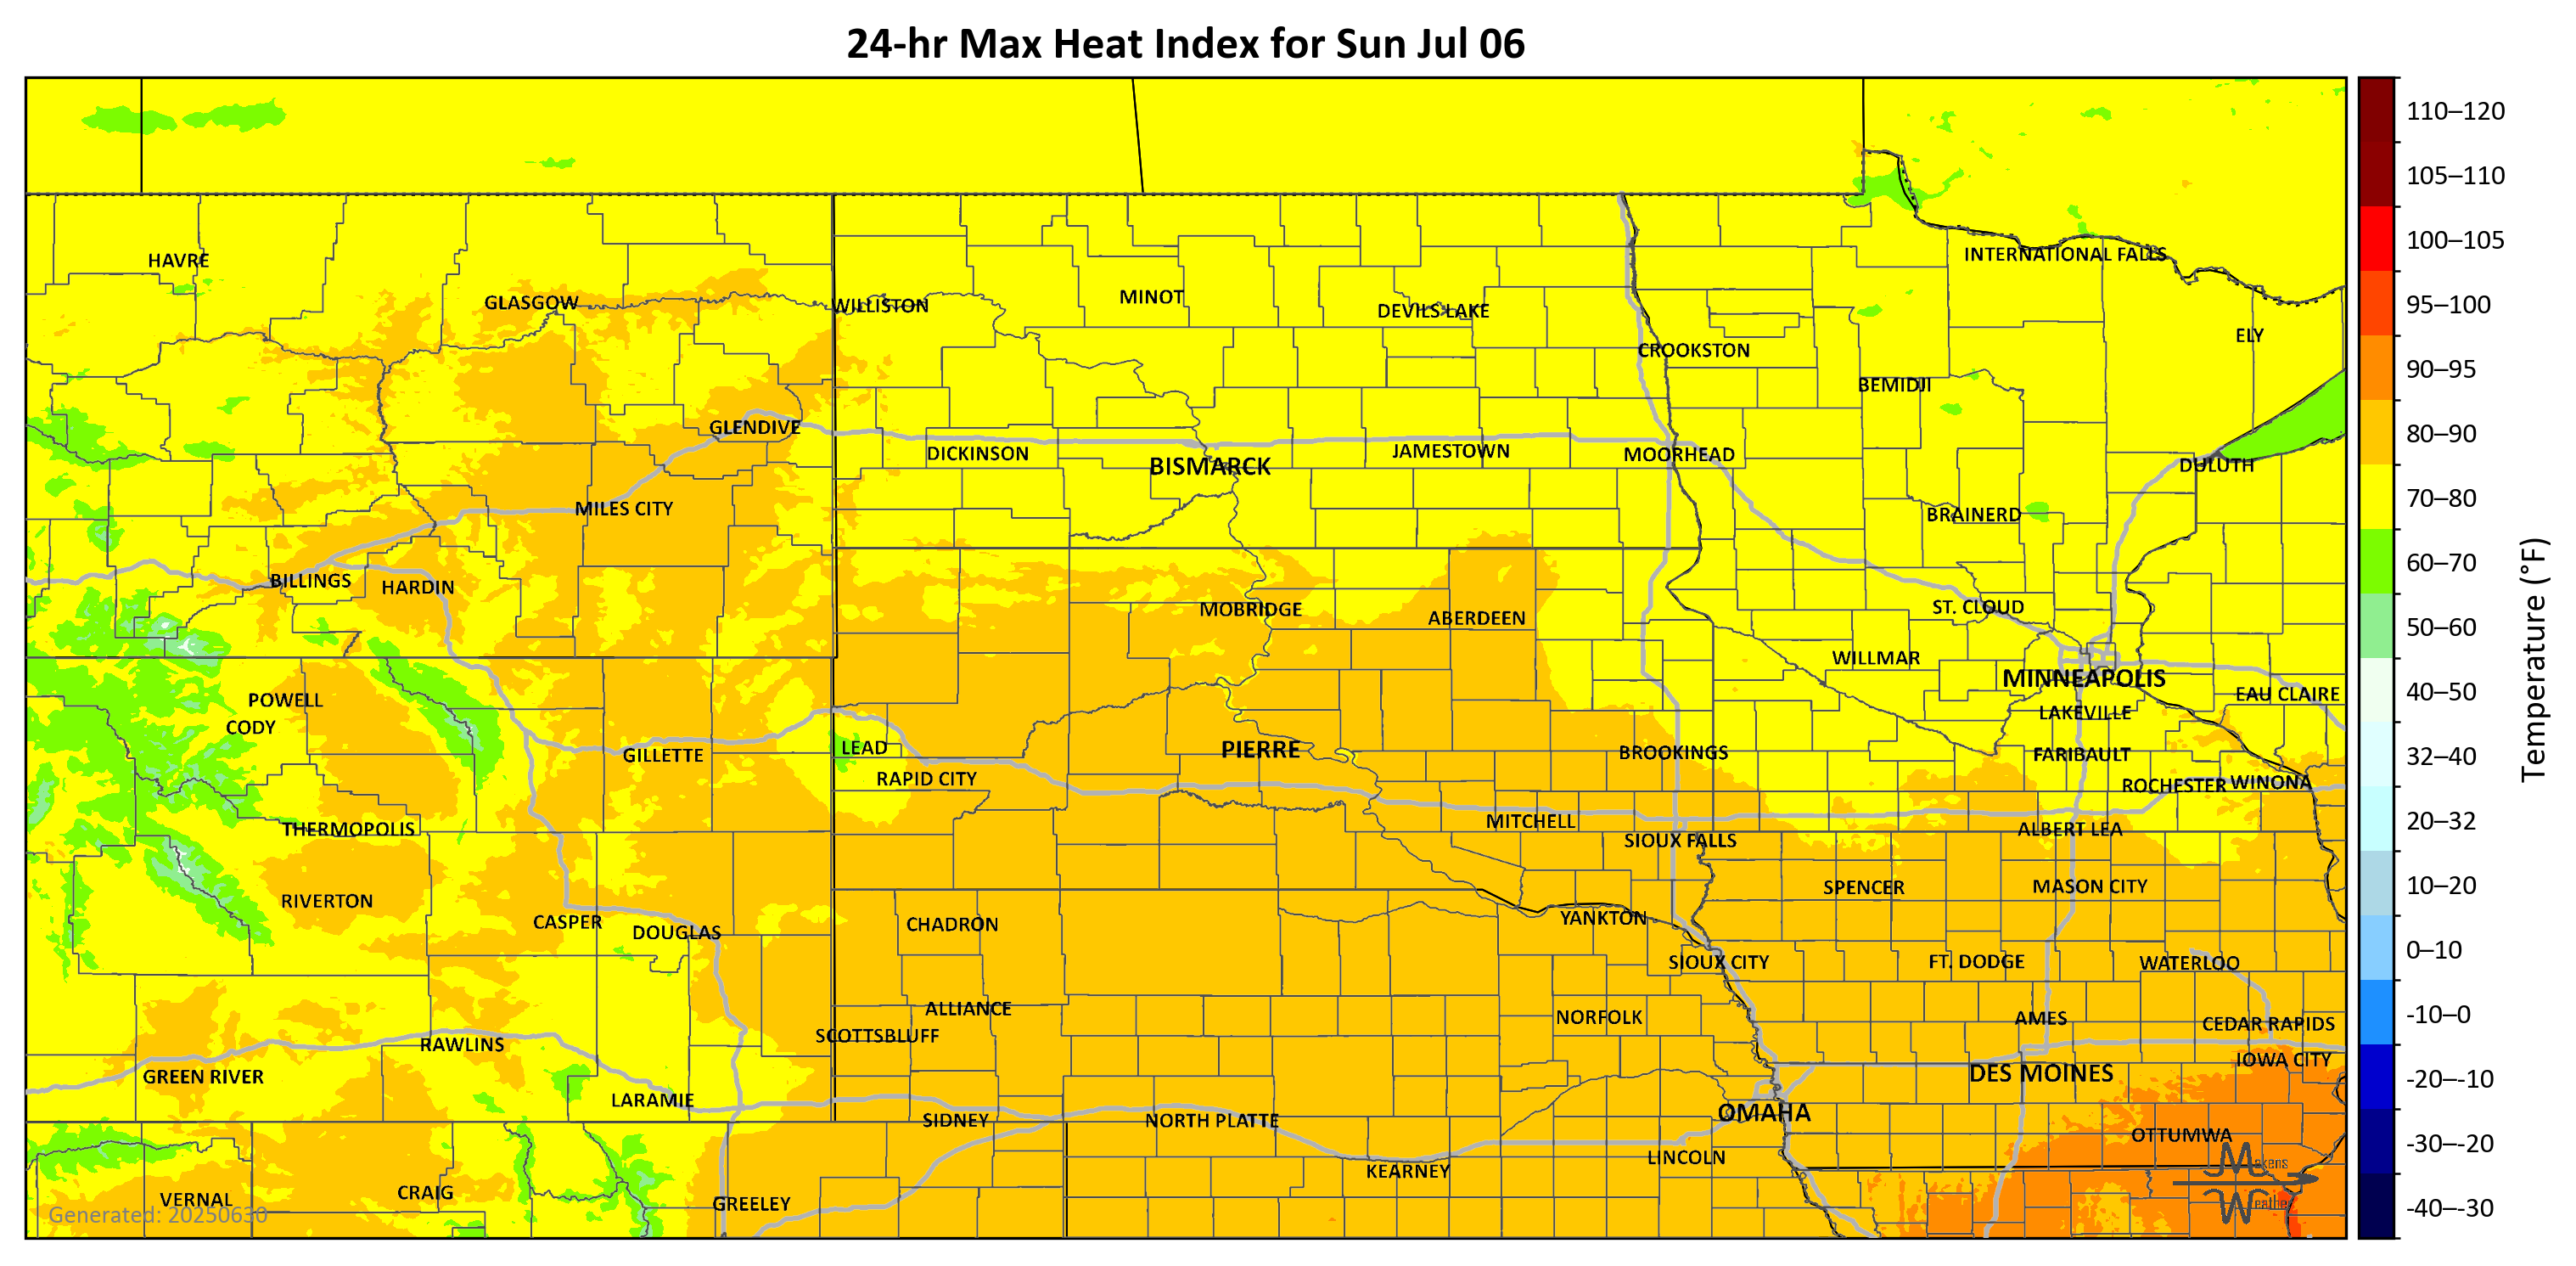 24-hr Max Heat Index for Sun Jul 06
HAVRE
GLASGOW
WILLISTON
MINOT
DEVILS LAKE
INTERNATIONAL FALLS
ELY
CROOKSTON
BEMIDJI
GLENDIVE
DICKINSON
BISMARCK
JAMESTOWN
MOORHEAD
DULUTH
MILES CITY
BRAINERD
BILLINGS
HARDIN
MOBRIDGE
ABERDEEN
ST. CLOUD
WILLMAR
MINNEAPOLIS
EAU CLAIRE
POWELL
CODY
LAKEVILLE
GILLETTE
LEAD
PIERRE
BROOKINGS
FARIBAULT
RAPID CITY
ROCHESTER
WINONA
THERMOPOLIS
MITCHELL
SIOUX FALLS
ALBERT LEA
RIVERTON
SPENCER
MASON CITY
CASPER
DOUGLAS
CHADRON
YANKTON
SIOUX CITY
FT. DODGE
WATERLOO
ALLIANCE
NORFOLK
AMES
CEDAR RAPIDS
SCOTTSBLUFF
RAWLINS
IOWA CITY
GREEN RIVER
DES MOINES
LARAMIE
SIDNEY
NORTH PLATTE
OMAHA
OTTUMWA
KEARNEY
LINCOLN
VERNAL
CRAIG
GREELEY
Generated: 20250630
Makens
Weather
110–120
105–110
100–105
95–100
90–95
80–90
70–80
60–70
50–60
40–50
32–40
20–32
10–20
0–10
-10–0
-20–-10
-30–-20
-40–-30
Temperature (°F)